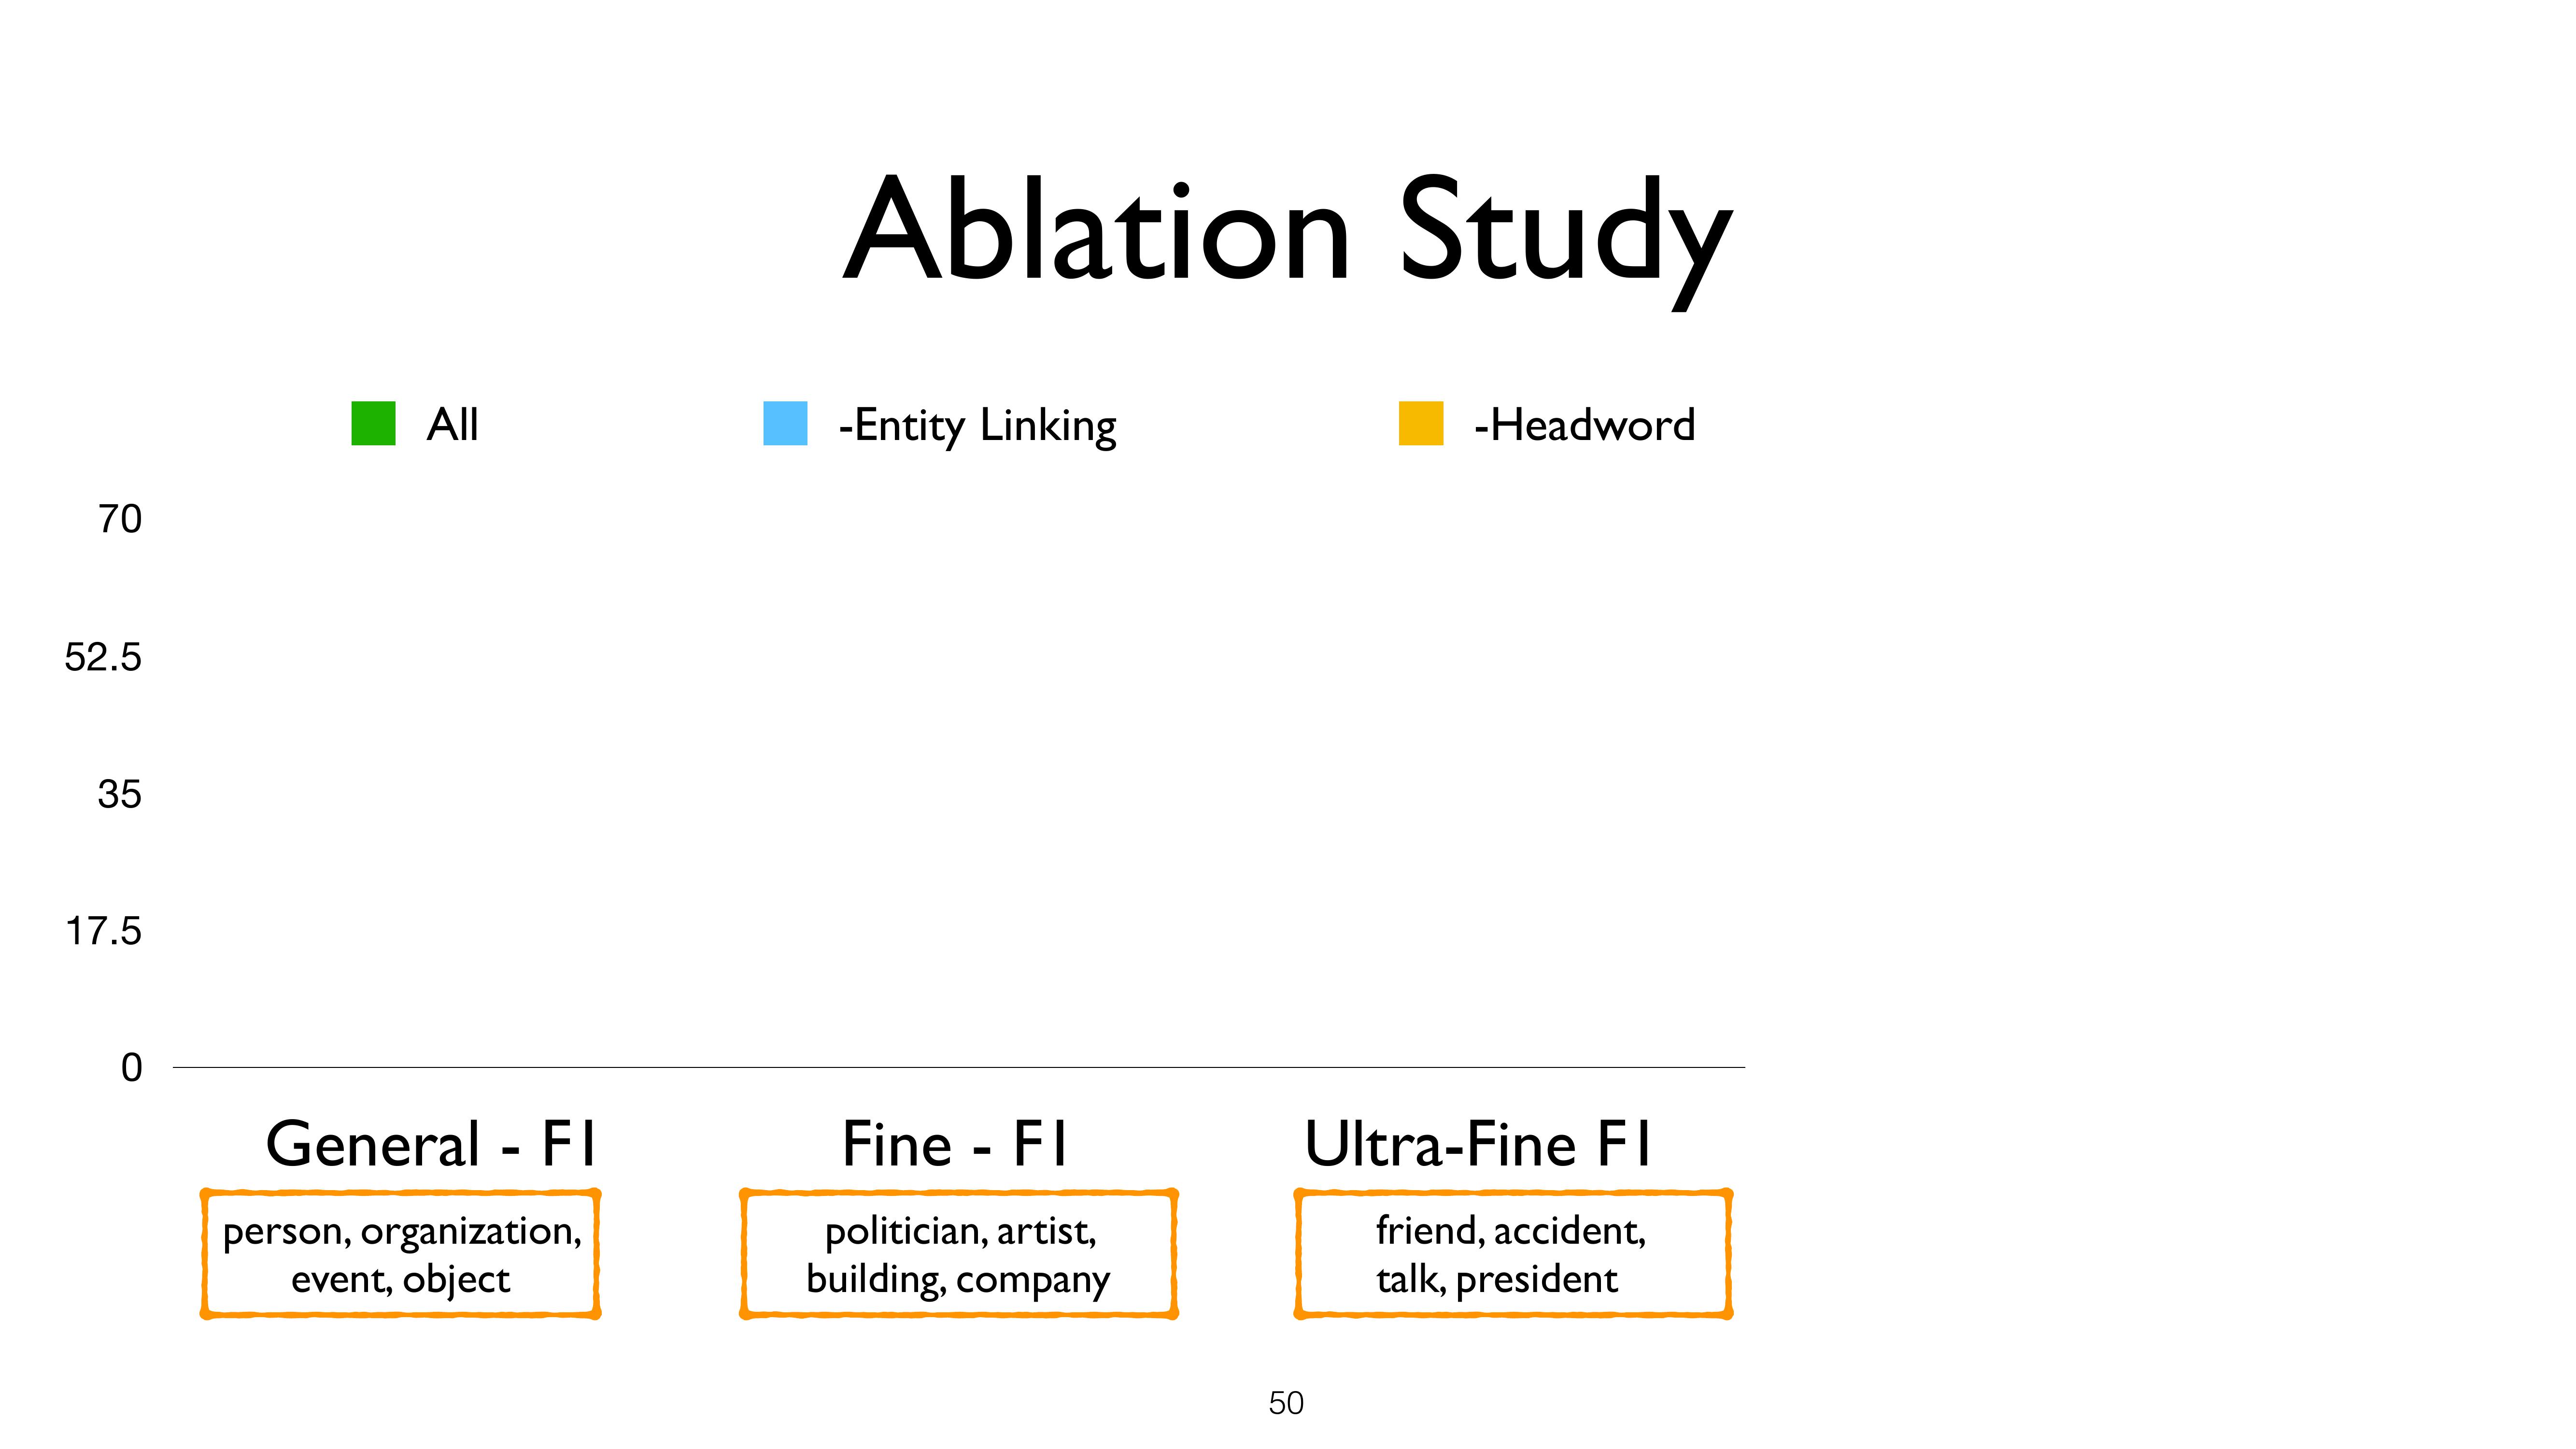 Ablation Study
All
-Entity Linking
-Headword
70
52.5
35
17.5
0
General - F1
Fine - F1
Ultra-Fine F1
person, organization,
event, object
politician, artist,
building, company
friend, accident,
talk, president
50